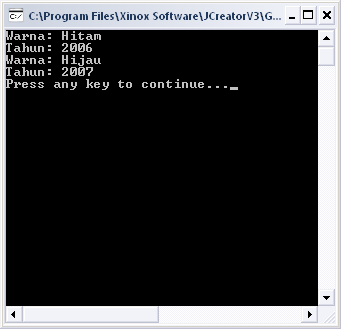 C:\Program Files\Xinox Software\JCreatorV3\G...
Warna: Hitam
Tahun: 2006
Warna: Hijau
Tahun: 2007
Press any key to continue..._